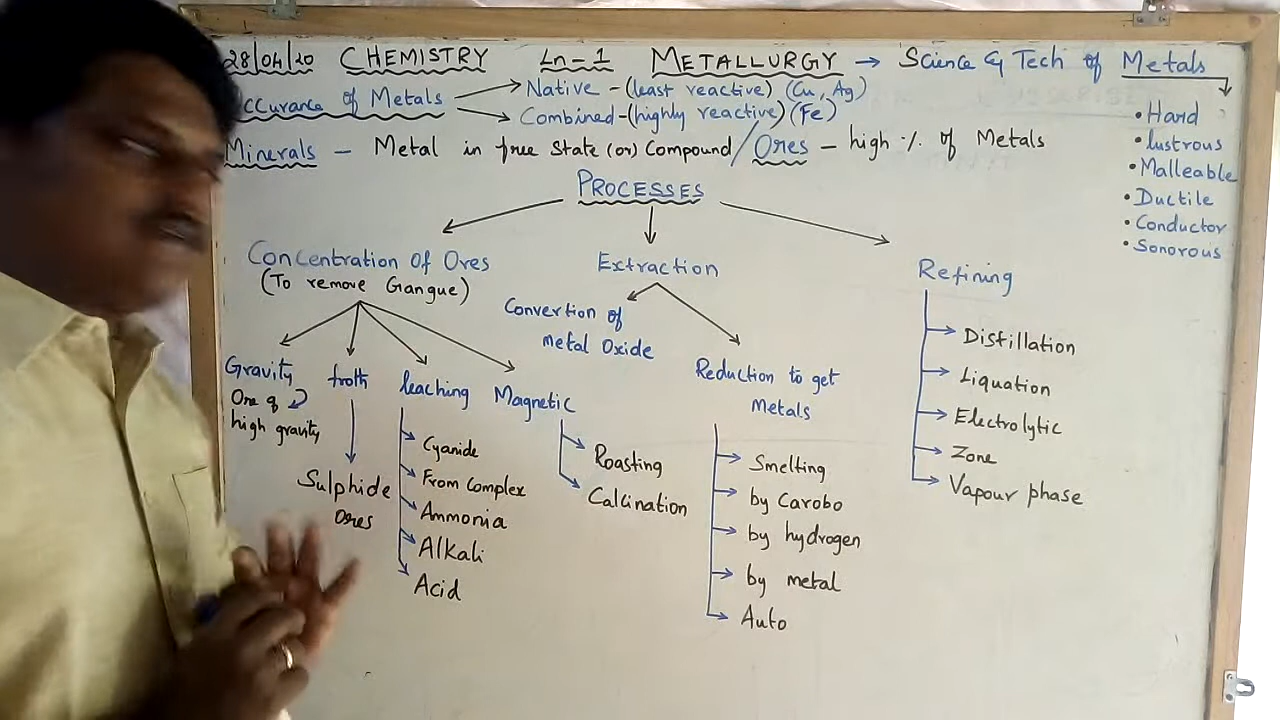 28/04/20 CHEMISTRY Ln-1 METALLURGY → Science & Tech of Metals
ccurance of Metals
Native - (least reactive) (Cu, Ag)
Combined - (highly reactive) (Fe)
Minerals - Metal in free State (or) Compound / Ores - high % of Metals
• Hard
• lustrous
• Malleable
• Ductile
• Conductor
• Sonorous
PROCESSES
Concentration Of Ores
(To remove Gangue)
Gravity
Ore of
high gravity
froth
Sulphide
Ores
leaching
Cyanide
From Complex
Ammonia
Alkali
Acid
Magnetic
Extraction
Convertion of
metal Oxide
Roasting
Calcination
Reduction to get
Metals
Smelting
by Carobo
by hydrogen
by metal
Auto
Refining
Distillation
Liquation
Electrolytic
Zone
Vapour phase